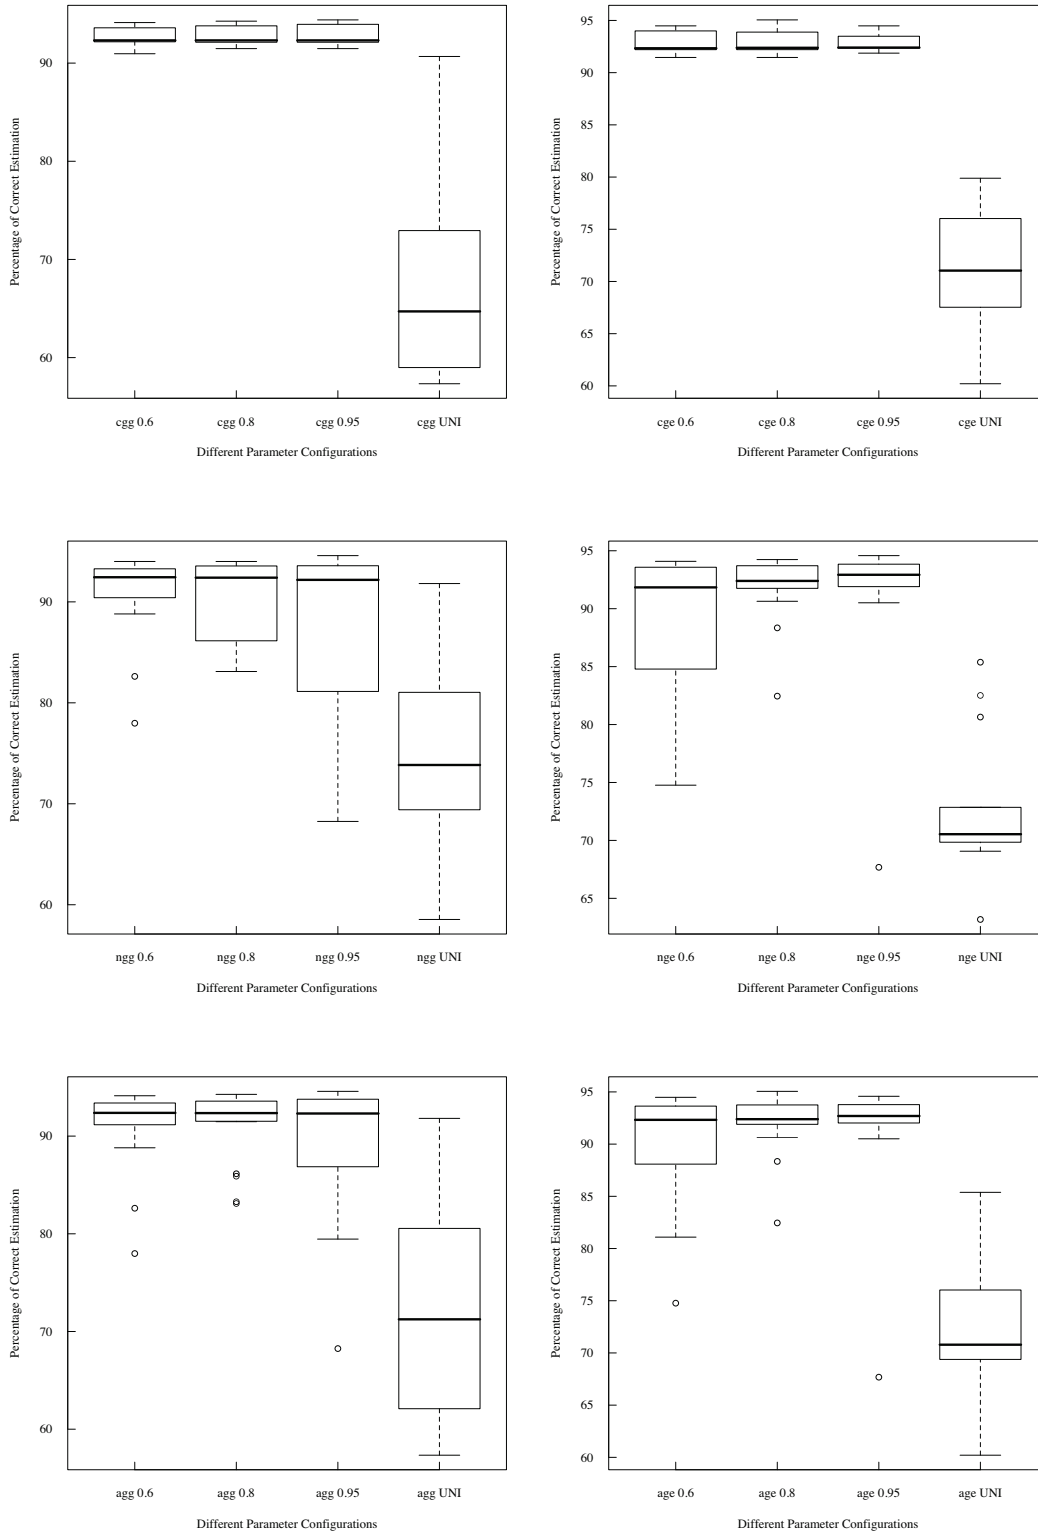 Percentage of Correct Estimation
90
80
70
60
cgg 0.6 cgg 0.8 cgg 0.95 cgg UNI
Different Parameter Configurations
Percentage of Correct Estimation
95
90
85
80
75
70
65
60
cge 0.6 cge 0.8 cge 0.95 cge UNI
Different Parameter Configurations
Percentage of Correct Estimation
90
80
70
60
ngg 0.6 ngg 0.8 ngg 0.95 ngg UNI
Different Parameter Configurations
Percentage of Correct Estimation
95
90
85
80
75
70
65
nge 0.6 nge 0.8 nge 0.95 nge UNI
Different Parameter Configurations
Percentage of Correct Estimation
90
80
70
60
agg 0.6 agg 0.8 agg 0.95 agg UNI
Different Parameter Configurations
Percentage of Correct Estimation
95
90
85
80
75
70
65
60
age 0.6 age 0.8 age 0.95 age UNI
Different Parameter Configurations